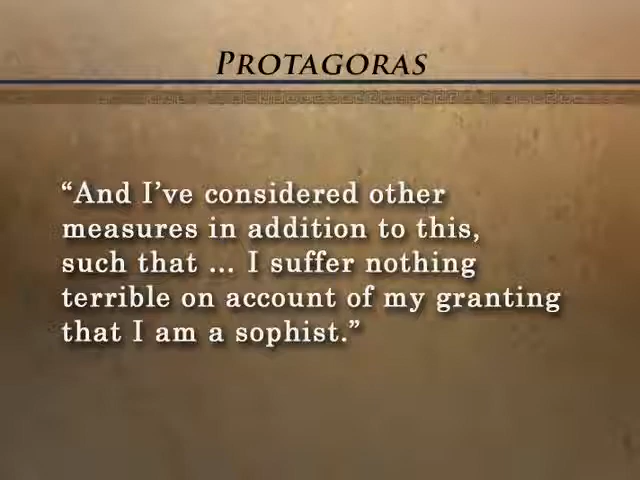 PROTAGORAS
“And I’ve considered other
measures in addition to this,
such that ... I suffer nothing
terrible on account of my granting
that I am a sophist.”